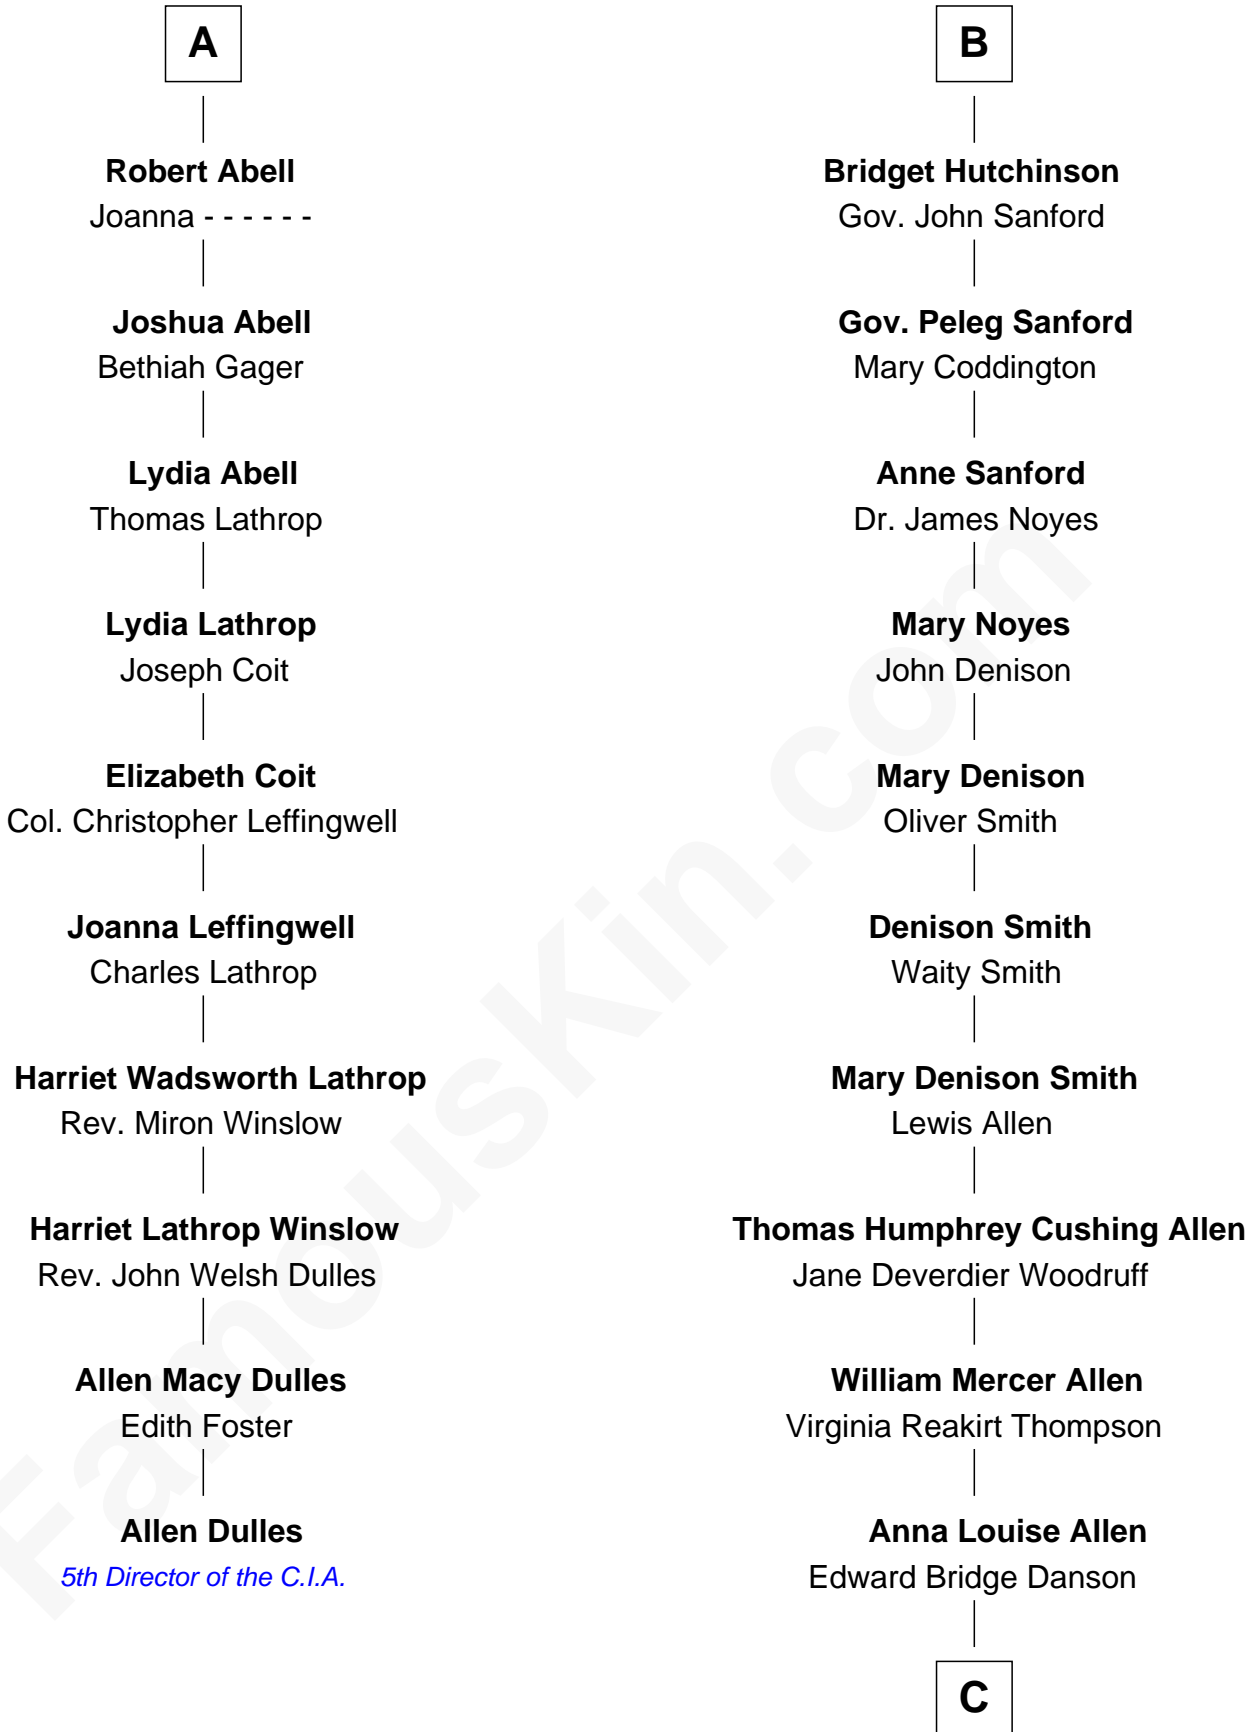 A
Robert Abell
Joanna - - - - - -
Joshua Abell
Bethiah Gager
Lydia Abell
Thomas Lathrop
Lydia Lathrop
Joseph Coit
Elizabeth Coit
Col. Christopher Leffingwell
Joanna Leffingwell
Charles Lathrop
Harriet Wadsworth Lathrop
Rev. Miron Winslow
Harriet Lathrop Winslow
Rev. John Welsh Dulles
Allen Macy Dulles
Edith Foster
Allen Dulles
5th Director of the C.I.A.
B
Bridget Hutchinson
Gov. John Sanford
Gov. Peleg Sanford
Mary Coddington
Anne Sanford
Dr. James Noyes
Mary Noyes
John Denison
Mary Denison
Oliver Smith
Denison Smith
Waity Smith
Mary Denison Smith
Lewis Allen
Thomas Humphrey Cushing Allen
Jane Deverdier Woodruff
William Mercer Allen
Virginia Reakirt Thompson
Anna Louise Allen
Edward Bridge Danson
C
FamousKin.com